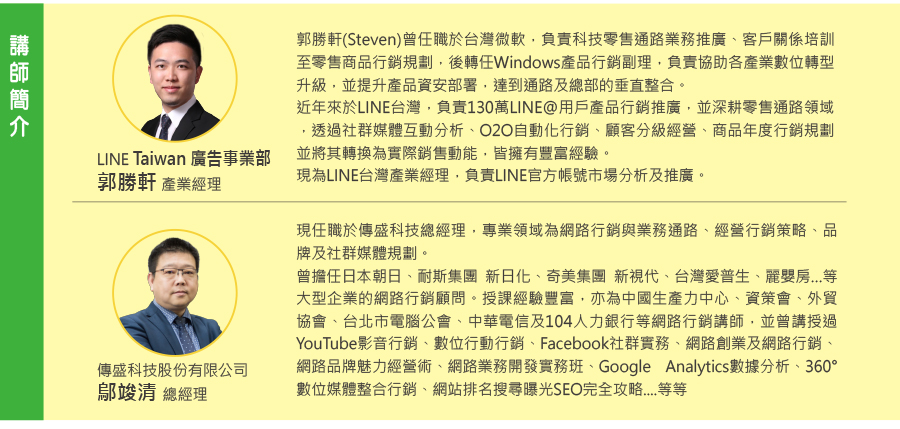 講師簡介
LINE Taiwan 廣告事業部
郭勝軒 產業經理
郭勝軒(Steven)曾任職於台灣微軟，負責科技零售通路業務推廣、客戶關係培訓
至零售商品行銷規劃，後轉任Windows產品行銷副理，負責協助各產業數位轉型
升級，並提升產品資安部署，達到通路及總部的垂直整合。
近年來於LINE台灣，負責130萬LINE@用戶產品行銷推廣，並深耕零售通路領域
，透過社群媒體互動分析、O2O自動化行銷、顧客分級經營、商品年度行銷規劃
並將其轉換為實際銷售動能，皆擁有豐富經驗。
現為LINE台灣產業經理，負責LINE官方帳號市場分析及推廣。
傳盛科技股份有限公司
鄔竣清 總經理
現任職於傳盛科技總經理，專業領域為網路行銷與業務通路、經營行銷策略、品
牌及社群媒體規劃。
曾擔任日本朝日、耐斯集團 新日化、奇美集團 新視代、台灣愛普生、麗嬰房...等
大型企業的網路行銷顧問。授課經驗豐富，亦為中國生產力中心、資策會、外貿
協會、台北市電腦公會、中華電信及104人力銀行等網路行銷講師，並曾講授過
YouTube影音行銷、數位行動行銷、Facebook社群實務、網路創業及網路行銷、
網路品牌魅力經營術、網路業務開發實務班、Google Analytics數據分析、360°
數位媒體整合行銷、網站排名搜尋曝光SEO完全攻略....等等